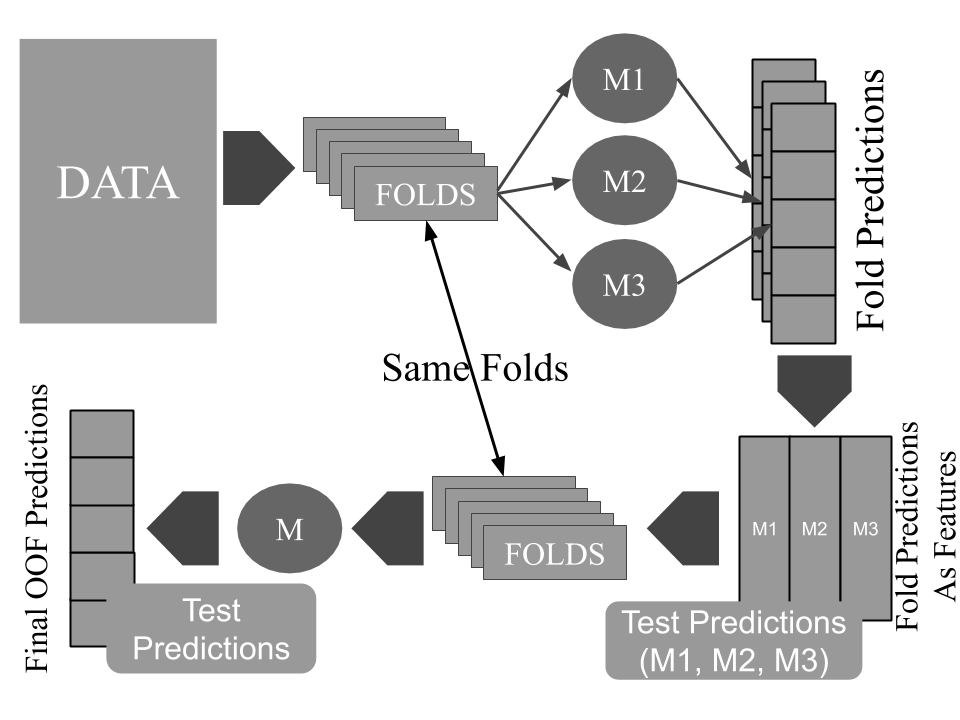 DATA
FOLDS
M1
M2
M3
Fold Predictions
Same Folds
Final OOF Predictions
M
FOLDS
M1
M2
M3
Fold Predictions
As Features
Test
Predictions
Test Predictions
(M1, M2, M3)